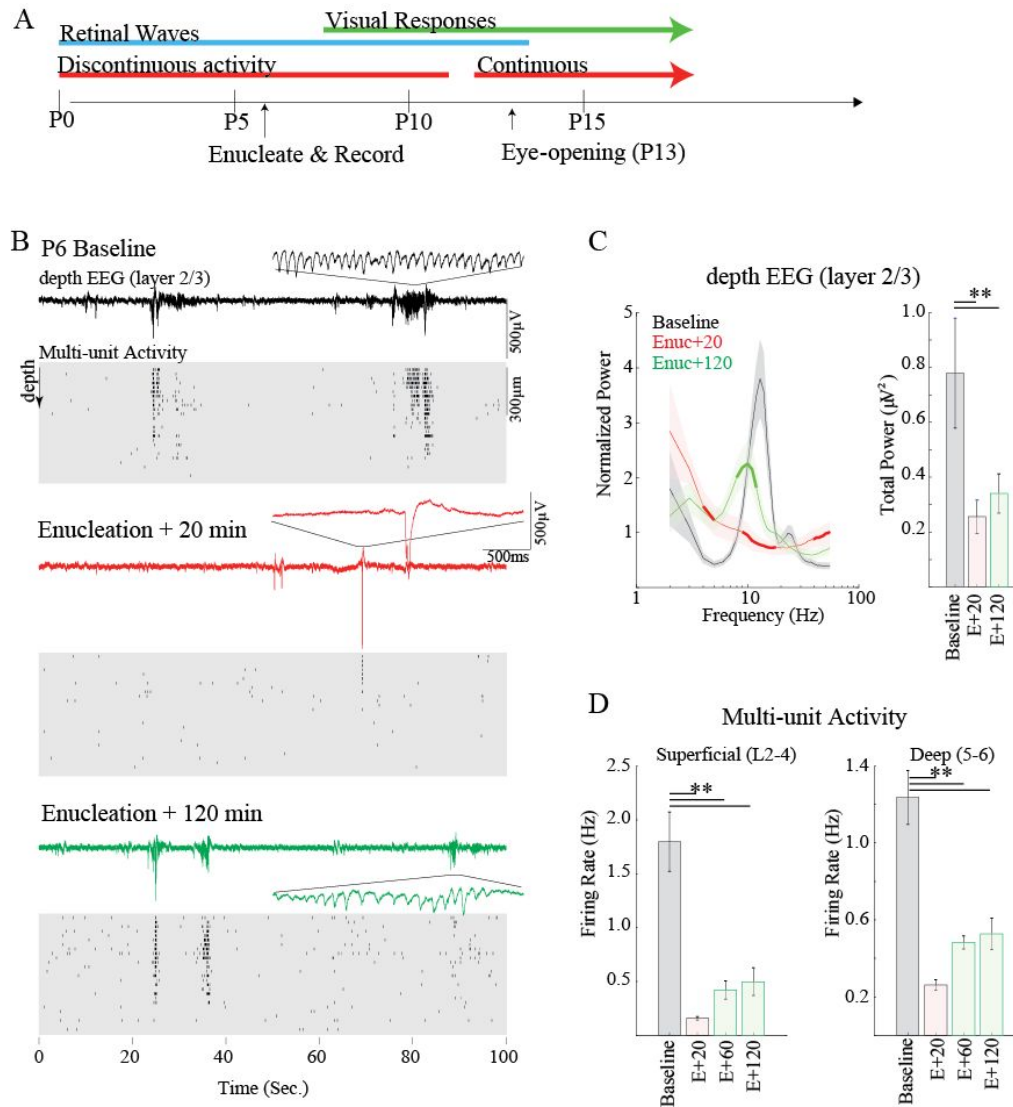 A
Visual Responses
Retinal Waves
Discontinuous activity
Continuous
P0
P5
P10
P15
Enucleate & Record
Eye-opening (P13)
B
P6 Baseline
depth EEG (layer 2/3)
500μV
Multi-unit Activity
depth
300μm
Enucleation + 20 min
500μV
500ms
Enucleation + 120 min
0
20
40
60
80
100
Time (Sec.)
C
depth EEG (layer 2/3)
Baseline
Enuc+20
Enuc+120
5
4
3
2
1
0
Normalized Power
1
10
100
Frequency (Hz)
**
1.0
0.8
0.6
0.4
0.2
Total Power (μV²)
Baseline
E+20
E+120
D
Multi-unit Activity
Superficial (L2-4)
**
2.5
2.0
1.5
1.0
0.5
Firing Rate (Hz)
Baseline
E+20
E+60
E+120
Deep (5-6)
**
1.4
1.0
0.6
0.2
Firing Rate (Hz)
Baseline
E+20
E+60
E+120